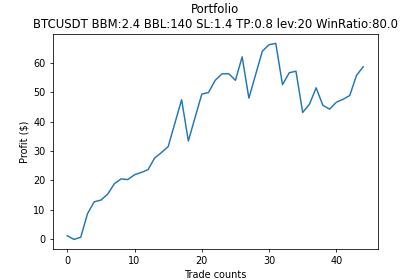 Portfolio
BTCUSDT BBM:2.4 BBL:140 SL:1.4 TP:0.8 lev:20 WinRatio:80.0
60
50
40
30
20
10
0
Profit ($)
0 10 20 30 40
Trade counts